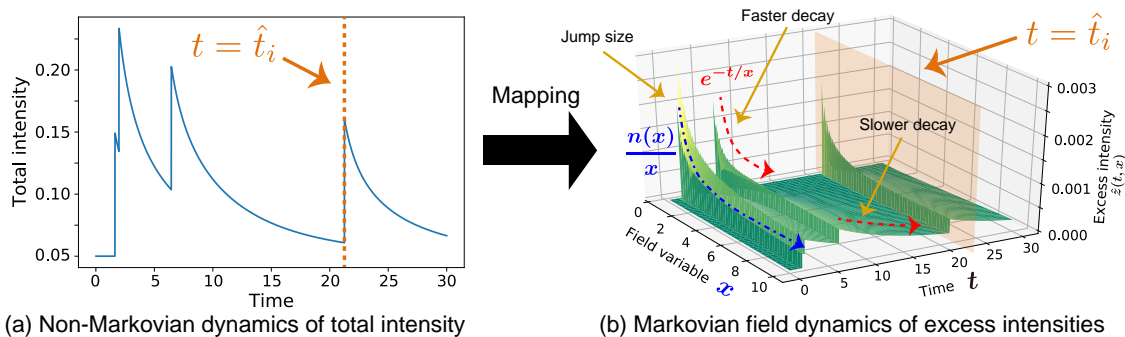 0.20
0.15
0.10
0.05
Total intensity
0
5
10
15
20
25
30
Time
t = t̂_i
(a) Non-Markovian dynamics of total intensity
Mapping
Jump size
Faster decay
e^{-t/x}
n(x)
x
Slower decay
t = t̂_i
0.003
0.002
0.001
0.000
Excess intensity
ẑ(t, x)
0
2
4
6
8
10
Field variable x
0
5
10
15
20
25
30
Time t
(b) Markovian field dynamics of excess intensities